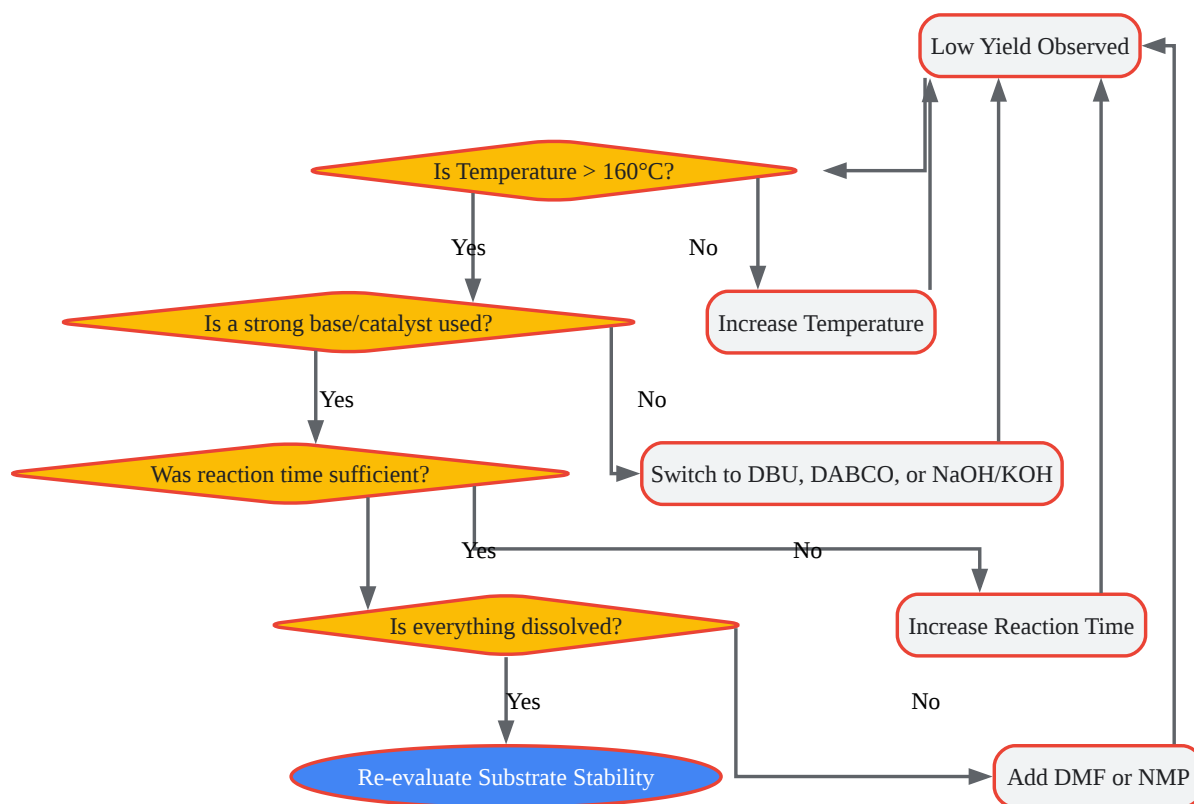 Low Yield Observed
Is Temperature > 160°C?
Yes
No
Increase Temperature
Is a strong base/catalyst used?
Yes
No
Was reaction time sufficient?
Switch to DBU, DABCO, or NaOH/KOH
Yes
No
Increase Reaction Time
Is everything dissolved?
Yes
No
Re-evaluate Substrate Stability
Add DMF or NMP